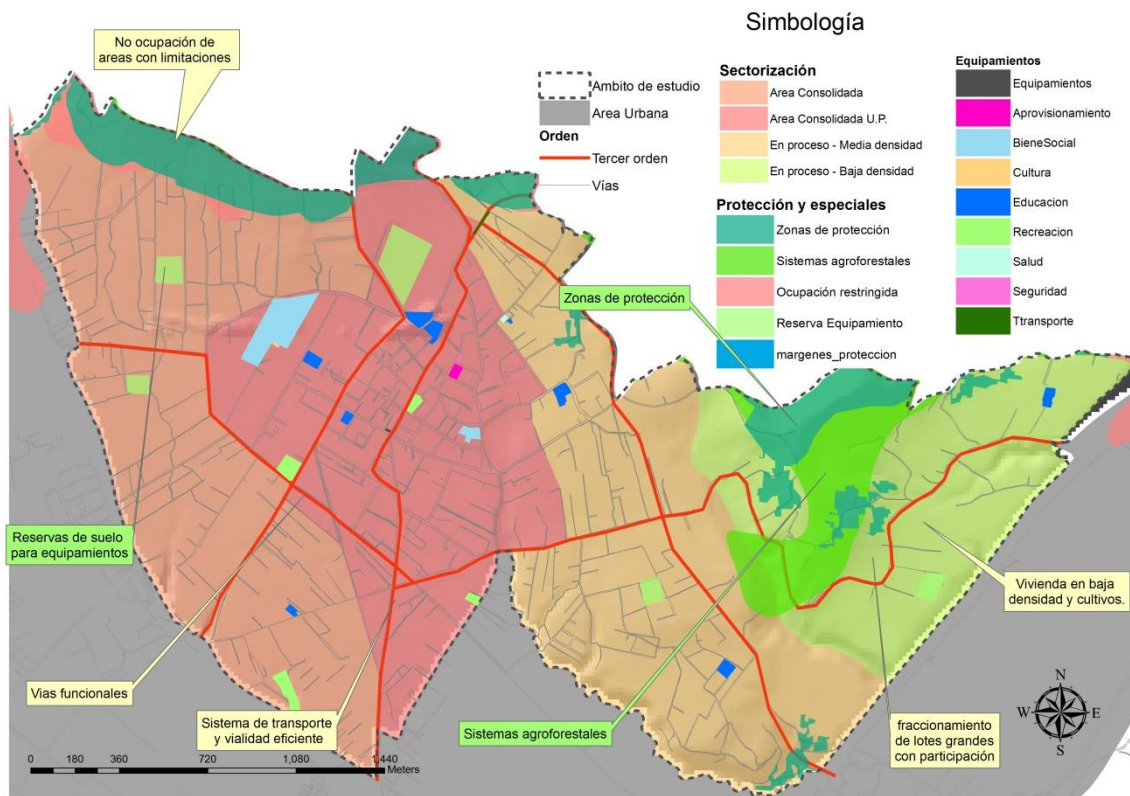 Simbología
Ambito de estudio
Area Urbana
Orden
Tercer orden
Vías
Sectorización
Area Consolidada
Area Consolidada U.P.
En proceso - Media densidad
En proceso - Baja densidad
Protección y especiales
Zonas de protección
Sistemas agroforestales
Ocupación restringida
Reserva Equipamiento
margenes_proteccion
Equipamientos
Equipamientos
Aprovisionamiento
BieneSocial
Cultura
Educacion
Recreacion
Salud
Seguridad
Ttransporte
No ocupación de
areas con limitaciones
Zonas de protección
Reservas de suelo
para equipamientos
Vias funcionales
Sistema de transporte
y vialidad eficiente
Sistemas agroforestales
Vivienda en baja
densidad y cultivos.
fraccionamiento
de lotes grandes
con participación
N
W E
S
0 180 360 720 1,080 1,440
Meters